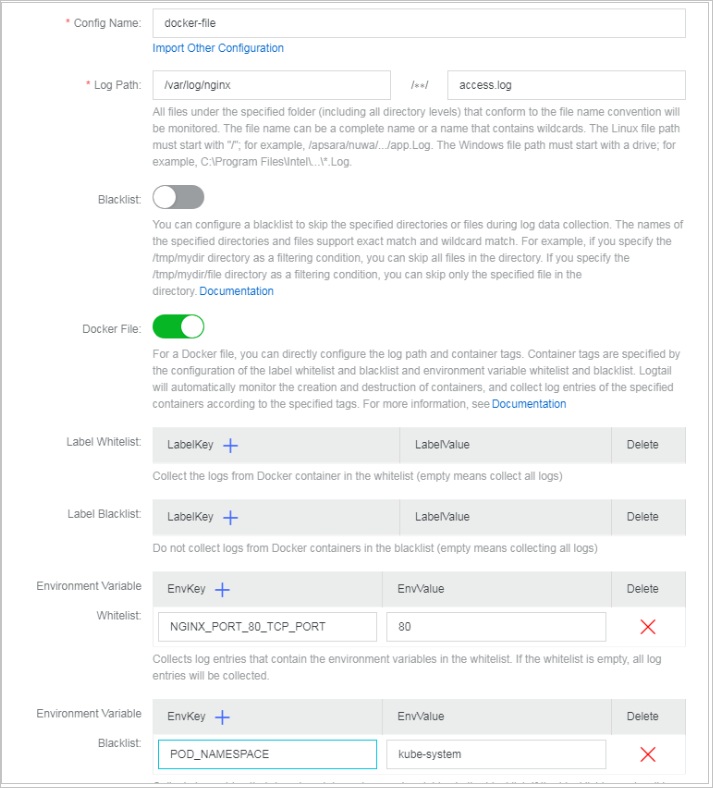 * Config Name: docker-file
Import Other Configuration
* Log Path: /var/log/nginx /**/ access.log
All files under the specified folder (including all directory levels) that conform to the file name convention will
be monitored. The file name can be a complete name or a name that contains wildcards. The Linux file path
must start with "/"; for example, /apsara/nuwa/.../app.Log. The Windows file path must start with a drive; for
example, C:\Program Files\Intel\...\*.Log.
Blacklist:
You can configure a blacklist to skip the specified directories or files during log data collection. The names of
the specified directories and files support exact match and wildcard match. For example, if you specify the
/tmp/mydir directory as a filtering condition, you can skip all files in the directory. If you specify the
/tmp/mydir/file directory as a filtering condition, you can skip only the specified file in the
directory. Documentation
Docker File:
For a Docker file, you can directly configure the log path and container tags. Container tags are specified by
the configuration of the label whitelist and blacklist and environment variable whitelist and blacklist. Logtail
will automatically monitor the creation and destruction of containers, and collect log entries of the specified
containers according to the specified tags. For more information, see Documentation
Label Whitelist: LabelKey + LabelValue Delete
Collect the logs from Docker container in the whitelist (empty means collect all logs)
Label Blacklist: LabelKey + LabelValue Delete
Do not collect logs from Docker containers in the blacklist (empty means collecting all logs)
Environment Variable EnvKey + EnvValue Delete
Whitelist: NGINX_PORT_80_TCP_PORT 80
Collects log entries that contain the environment variables in the whitelist. If the whitelist is empty, all log
entries will be collected.
Environment Variable EnvKey + EnvValue Delete
Blacklist: POD_NAMESPACE kube-system